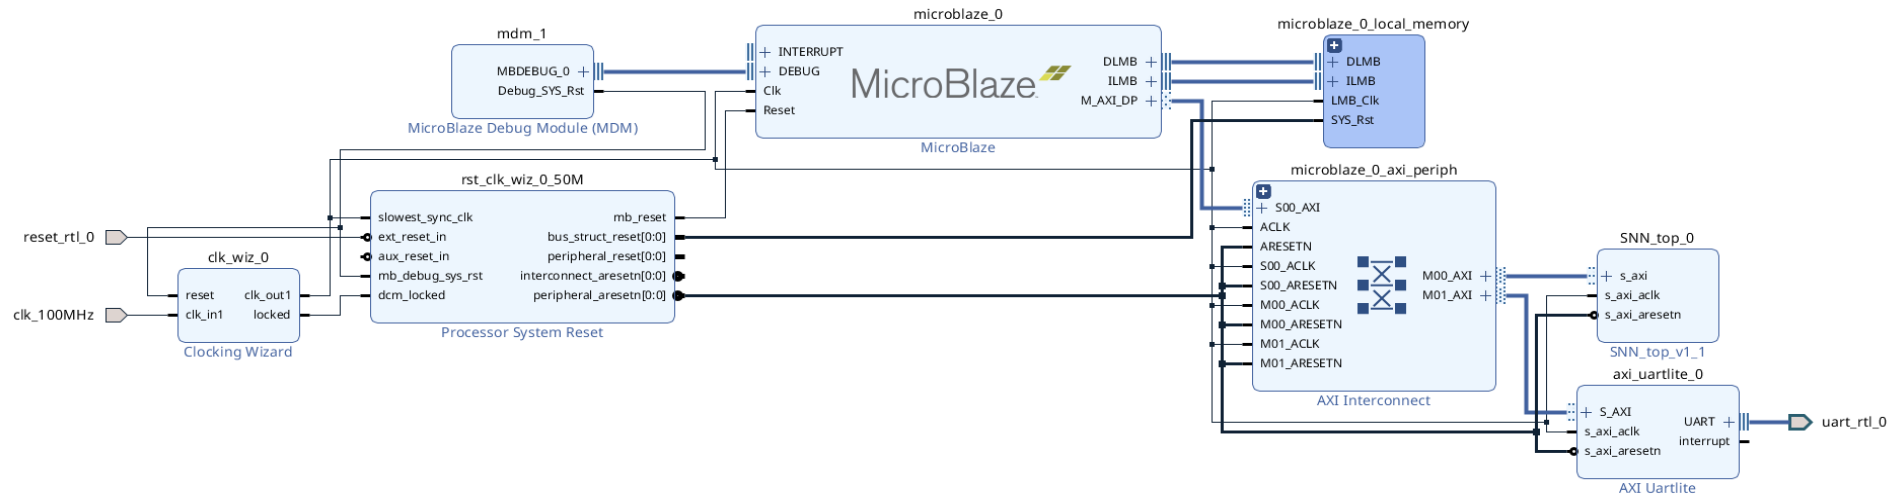 mdm_1
MBDEBUG_0
Debug_SYS_Rst
MicroBlaze Debug Module (MDM)
microblaze_0
INTERRUPT
DEBUG
Clk
Reset
MicroBlaze
DLMB
ILMB
M_AXI_DP
MicroBlaze
microblaze_0_local_memory
DLMB
ILMB
LMB_Clk
SYS_Rst
reset_rtl_0
clk_100MHz
clk_wiz_0
reset
clk_in1
clk_out1
locked
Clocking Wizard
rst_clk_wiz_0_50M
slowest_sync_clk
ext_reset_in
aux_reset_in
mb_debug_sys_rst
dcm_locked
mb_reset
bus_struct_reset[0:0]
peripheral_reset[0:0]
interconnect_aresetn[0:0]
peripheral_aresetn[0:0]
Processor System Reset
microblaze_0_axi_periph
S00_AXI
ACLK
ARESETN
S00_ACLK
S00_ARESETN
M00_ACLK
M00_ARESETN
M01_ACLK
M01_ARESETN
M00_AXI
M01_AXI
AXI Interconnect
SNN_top_0
s_axi
s_axi_aclk
s_axi_aresetn
SNN_top_v1_1
axi_uartlite_0
S_AXI
s_axi_aclk
s_axi_aresetn
UART
interrupt
AXI Uartlite
uart_rtl_0